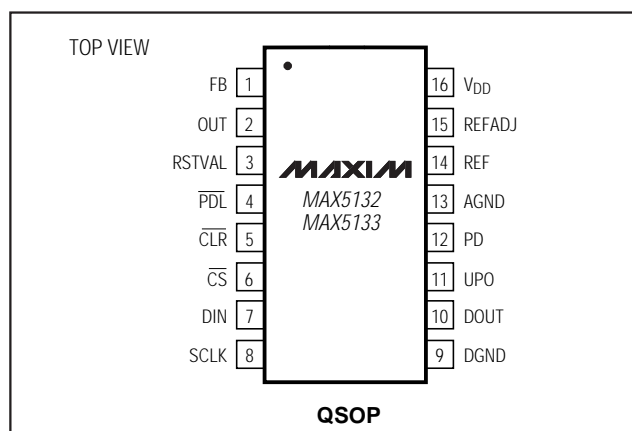 TOP VIEW
FB 1
OUT 2
RSTVAL 3
PDL 4
CLR 5
CS 6
DIN 7
SCLK 8
MAXIM
MAX5132
MAX5133
16 VDD
15 REFADJ
14 REF
13 AGND
12 PD
11 UPO
10 DOUT
9 DGND
QSOP